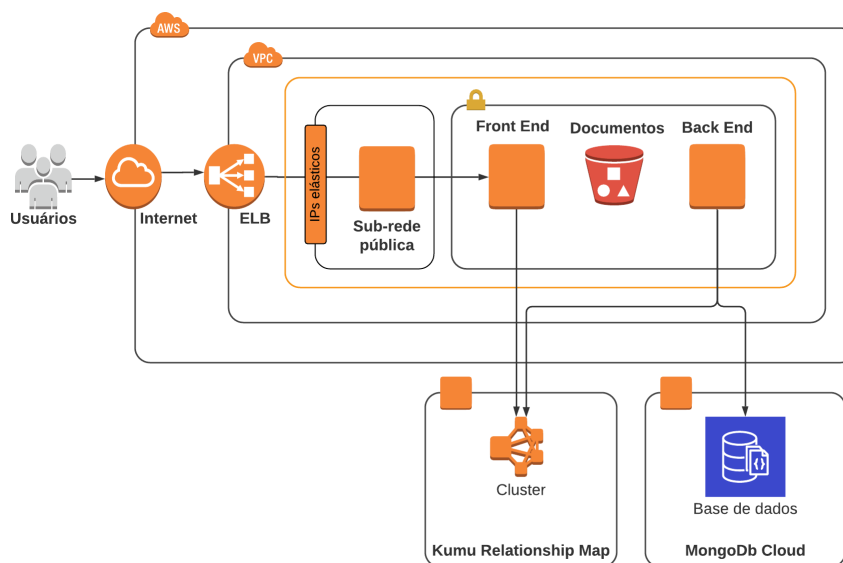 AWS
VPC
Front End
Documentos
Back End
IPs elásticos
Usuários
Internet
ELB
Sub-rede
pública
Cluster
Base de dados
Kumu Relationship Map
MongoDb Cloud